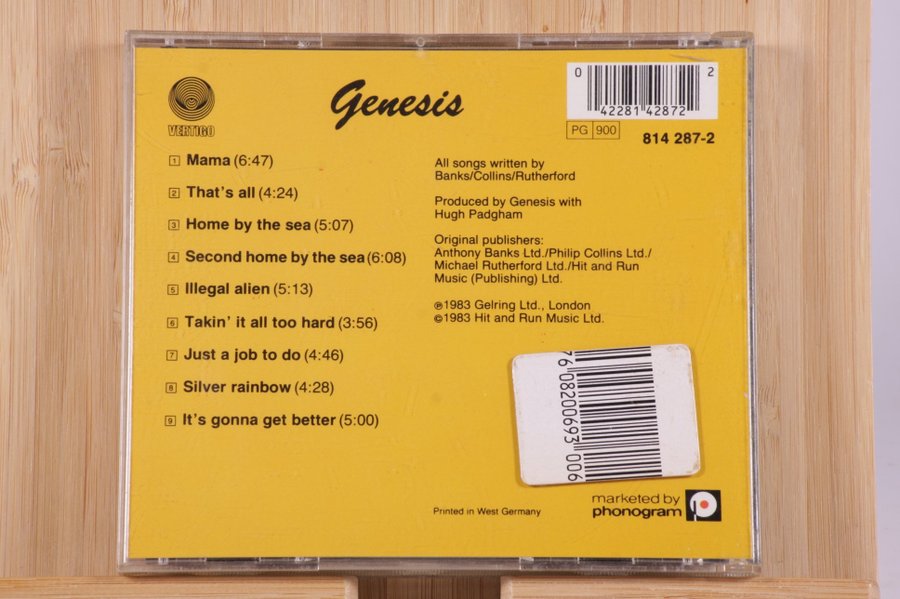 VERTIGO
Genesis
0 2
42281 42872
PG 900
814 287-2
1 Mama (6:47)
2 That's all (4:24)
3 Home by the sea (5:07)
4 Second home by the sea (6:08)
5 Illegal alien (5:13)
6 Takin' it all too hard (3:56)
7 Just a job to do (4:46)
8 Silver rainbow (4:28)
9 It's gonna get better (5:00)
All songs written by
Banks/Collins/Rutherford
Produced by Genesis with
Hugh Padgham
Original publishers:
Anthony Banks Ltd./Philip Collins Ltd./
Michael Rutherford Ltd./Hit and Run
Music (Publishing) Ltd.
℗1983 Gelring Ltd., London
©1983 Hit and Run Music Ltd.
76 08200693 006
Printed in West Germany
marketed by
phonogram